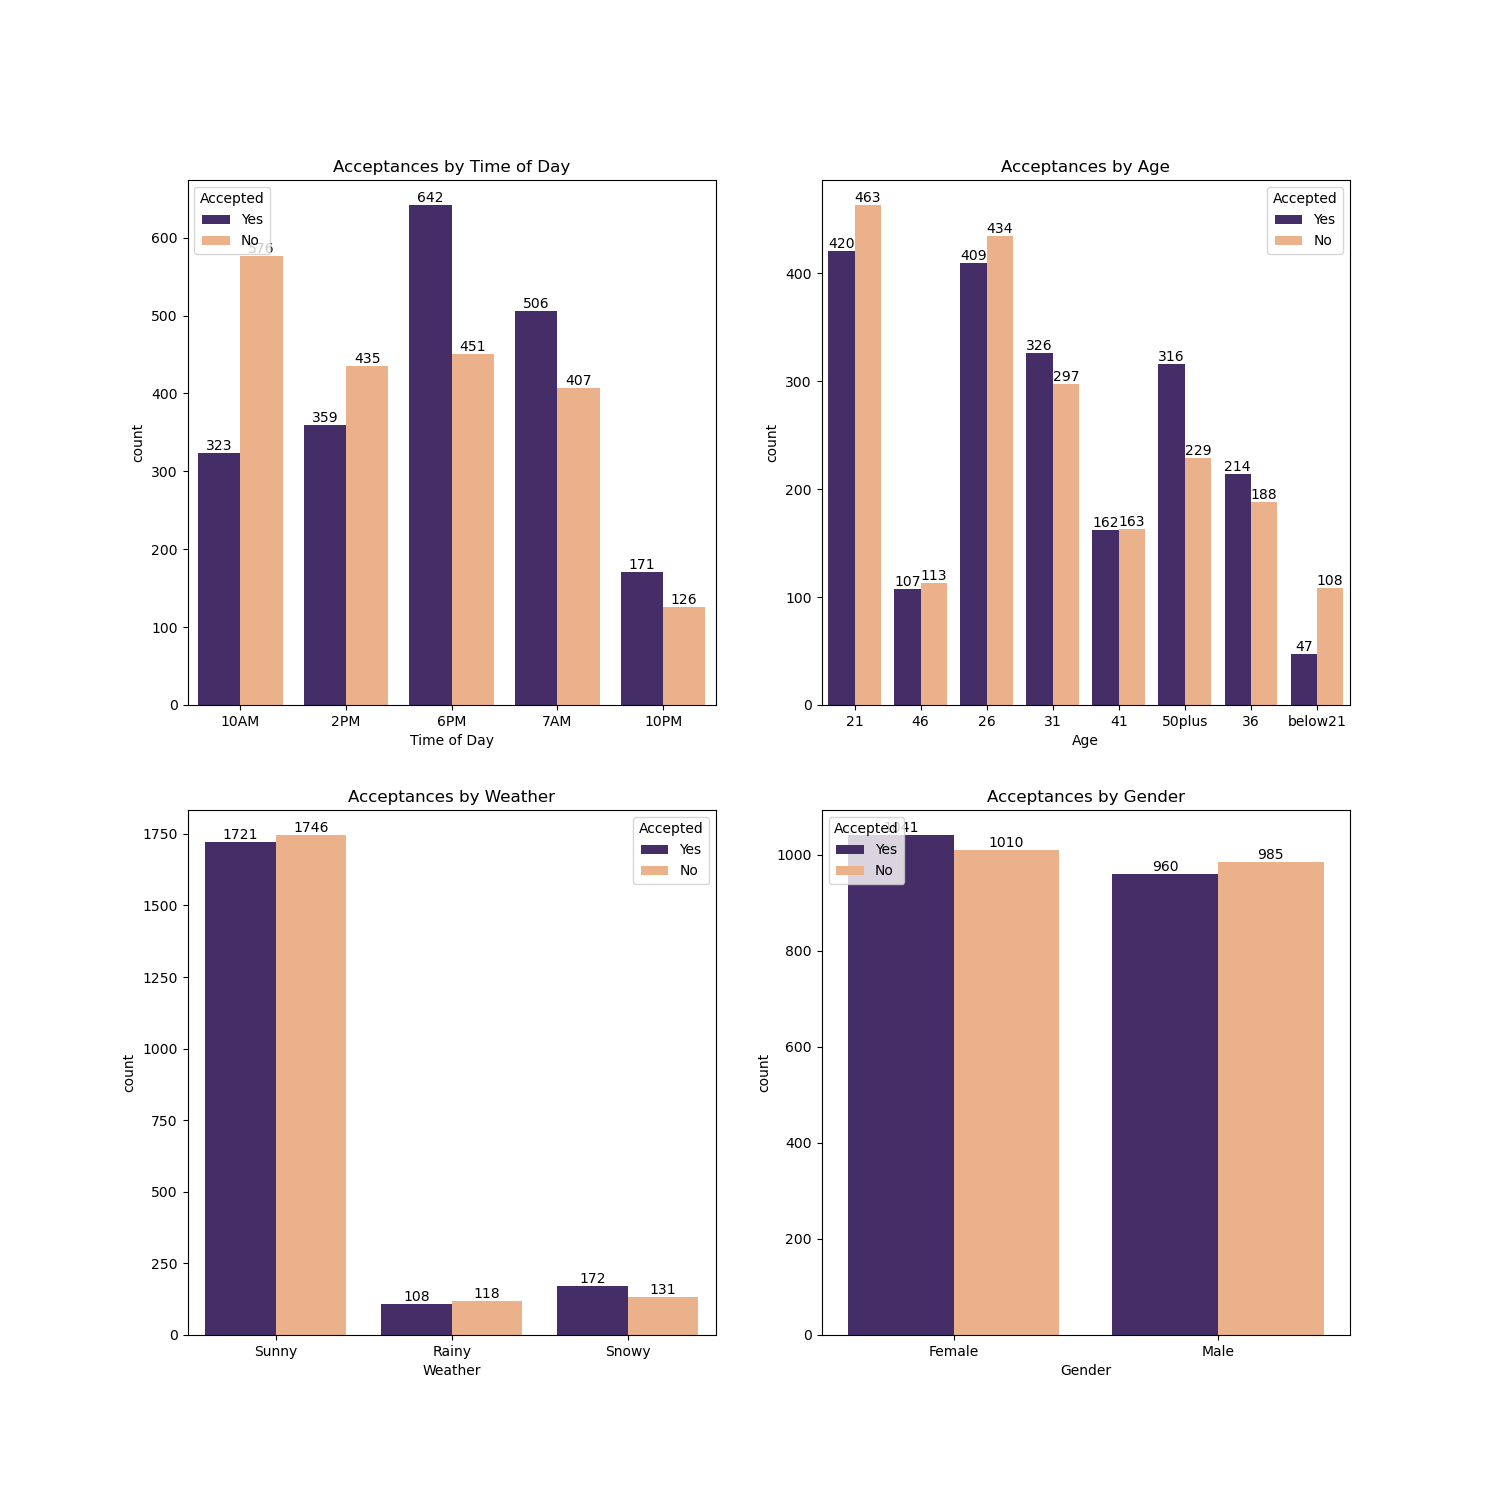 Acceptances by Time of Day
Accepted
Yes
No
576
642
506
451
435
407
359
323
171
126
600
500
400
300
200
100
0
count
10AM 2PM 6PM 7AM 10PM
Time of Day
Acceptances by Age
Accepted
Yes
No
463
420
434
409
326
297
316
229
214
188
162 163
107 113
108
47
400
300
200
100
0
count
21 46 26 31 41 50plus 36 below21
Age
Acceptances by Weather
Accepted
Yes
No
1721 1746
108 118
172 131
1750
1500
1250
1000
750
500
250
0
count
Sunny Rainy Snowy
Weather
Acceptances by Gender
Accepted
Yes
No
1041
1010
960
985
1000
800
600
400
200
0
count
Female Male
Gender